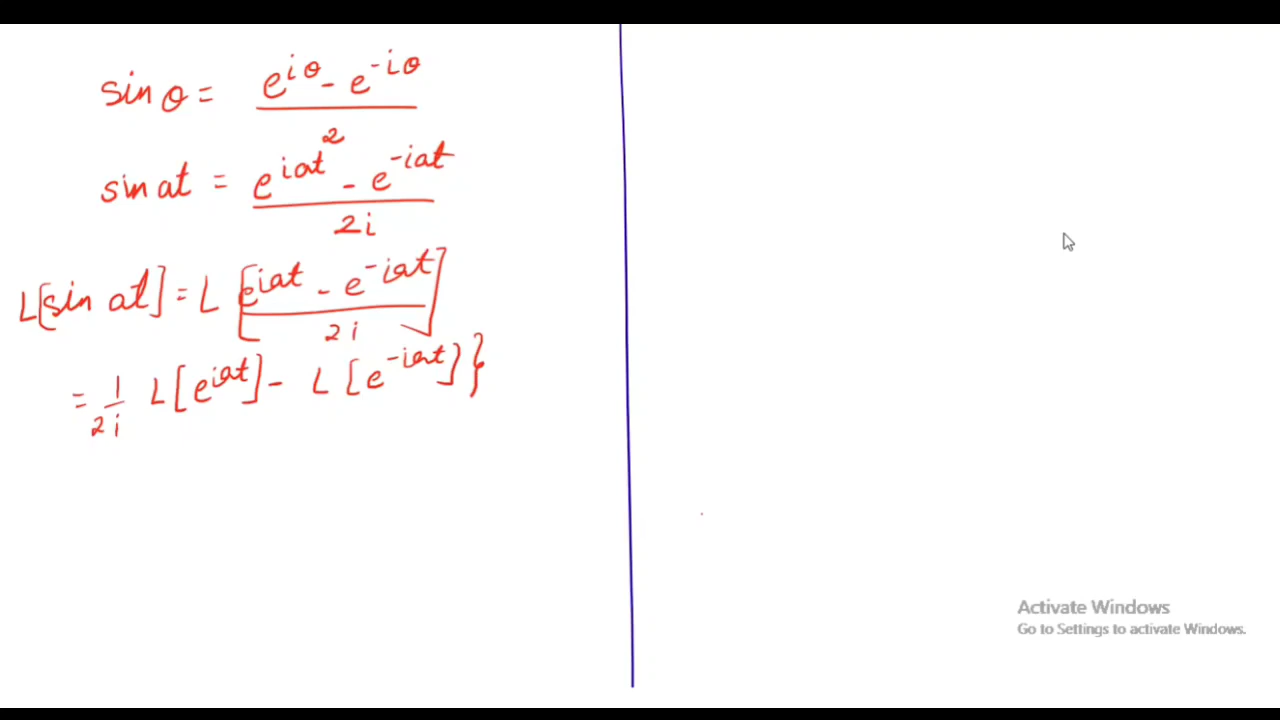 sin θ = e^{iθ} - e^{-iθ}
2
sin at = e^{iat} - e^{-iat}
2i
L[sin at] = L [e^{iat} - e^{-iat}]
2i
= 1/2i L[e^{iat}] - L[e^{-iat}]}
Activate Windows
Go to Settings to activate Windows.